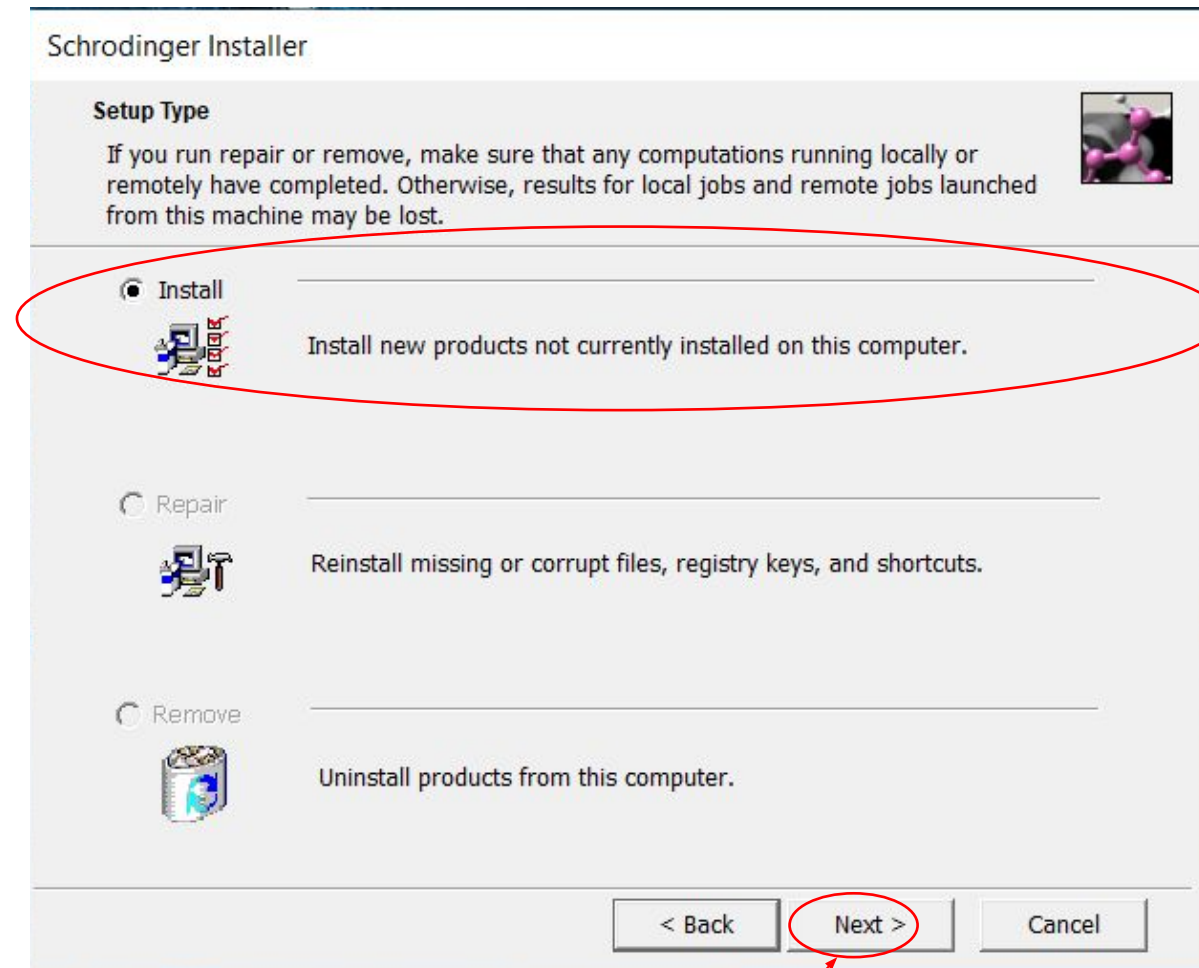 Schrodinger Installer
Setup Type
If you run repair or remove, make sure that any computations running locally or
remotely have completed. Otherwise, results for local jobs and remote jobs launched
from this machine may be lost.
Install
Install new products not currently installed on this computer.
Repair
Reinstall missing or corrupt files, registry keys, and shortcuts.
Remove
Uninstall products from this computer.
< Back Next > Cancel